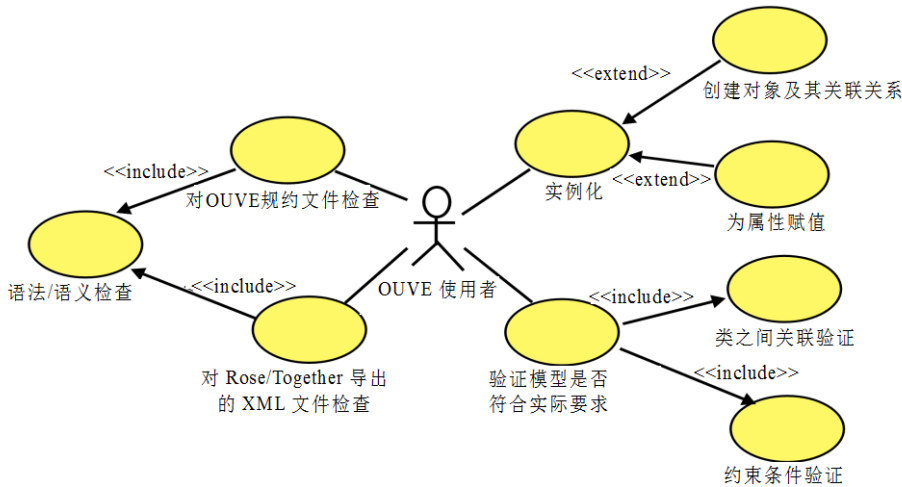 <<extend>>
创建对象及其关联关系
<<include>>
对OUVE规约文件检查
实例化
<<extend>>
为属性赋值
语法/语义检查
<<include>>
OUVE 使用者
<<include>>
类之间关联验证
对 Rose/Together 导出
的 XML 文件检查
验证模型是否
符合实际要求
<<include>>
约束条件验证